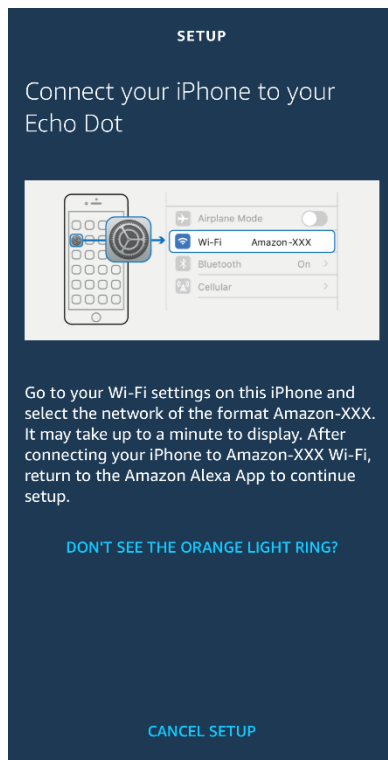 SETUP
Connect your iPhone to your
Echo Dot
Airplane Mode
Wi-Fi Amazon-XXX
Bluetooth On
Cellular
Go to your Wi-Fi settings on this iPhone and
select the network of the format Amazon-XXX.
It may take up to a minute to display. After
connecting your iPhone to Amazon-XXX Wi-Fi,
return to the Amazon Alexa App to continue
setup.
DON'T SEE THE ORANGE LIGHT RING?
CANCEL SETUP